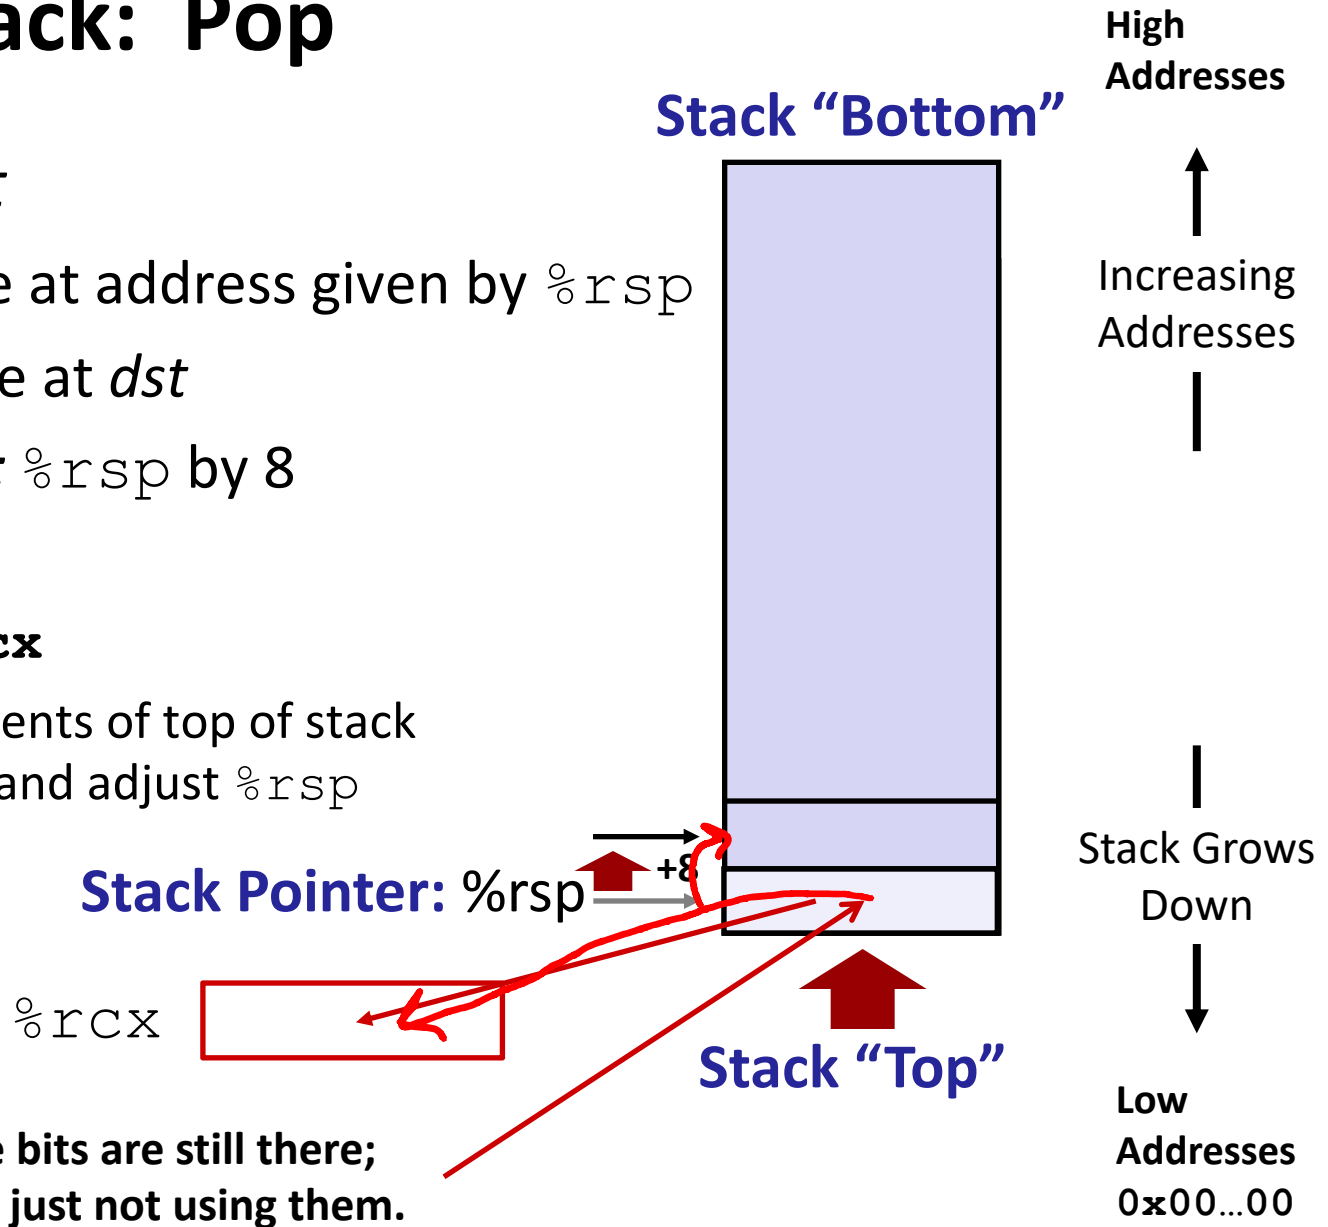 ack: Pop
High
Addresses
Stack “Bottom”
e at address given by %rsp
Increasing
Addresses
e at dst
%rsp by 8
cx
ents of top of stack
and adjust %rsp
+8
Stack Pointer: %rsp
Stack Grows
Down
%rcx
Stack “Top”
Low
Addresses
0x00…00
e bits are still there;
just not using them.